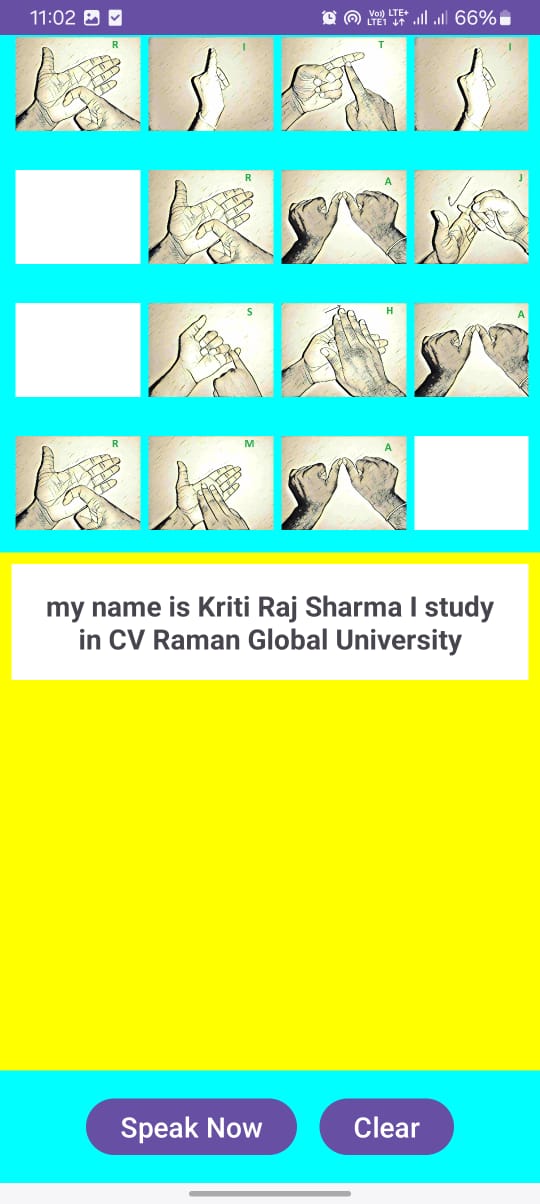 11:02 Vo)) LTE+ LTE1 66%
R I T I
R A J
S H A
R M A
my name is Kriti Raj Sharma I study
in CV Raman Global University
Speak Now Clear